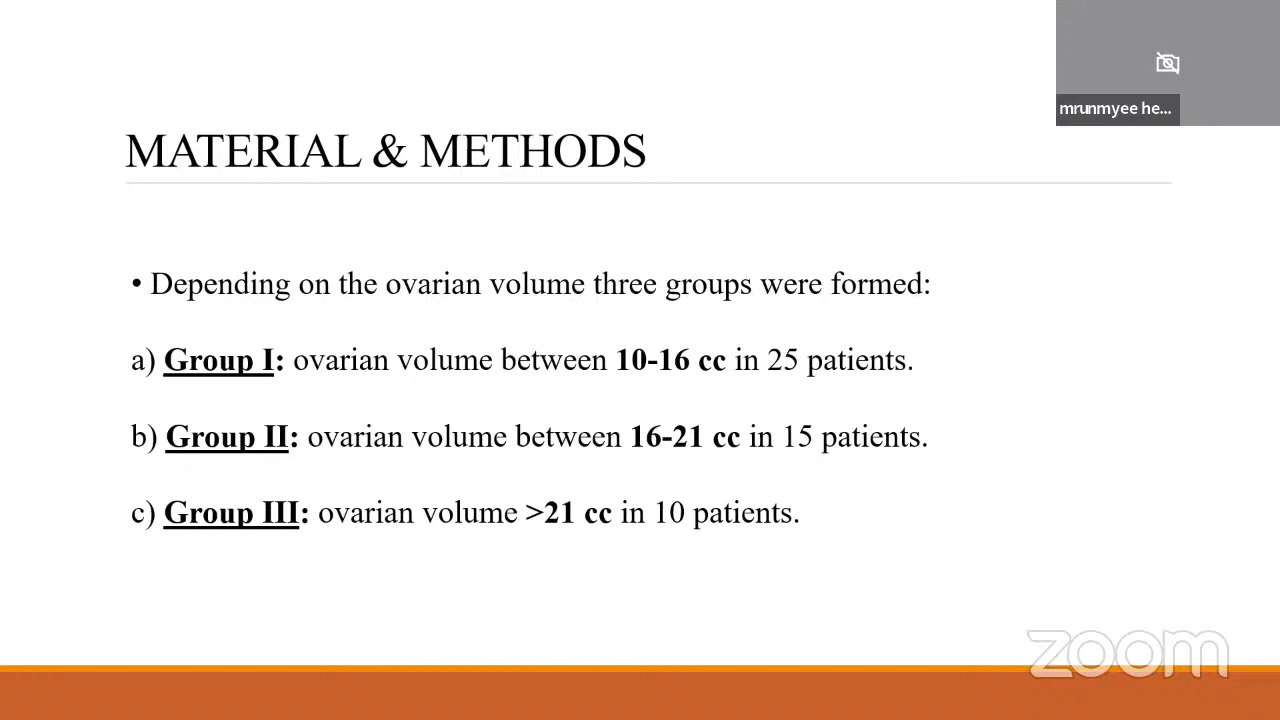 mrunmyee he...
MATERIAL & METHODS
• Depending on the ovarian volume three groups were formed:
a) Group I: ovarian volume between 10-16 cc in 25 patients.
b) Group II: ovarian volume between 16-21 cc in 15 patients.
c) Group III: ovarian volume >21 cc in 10 patients.
zoom